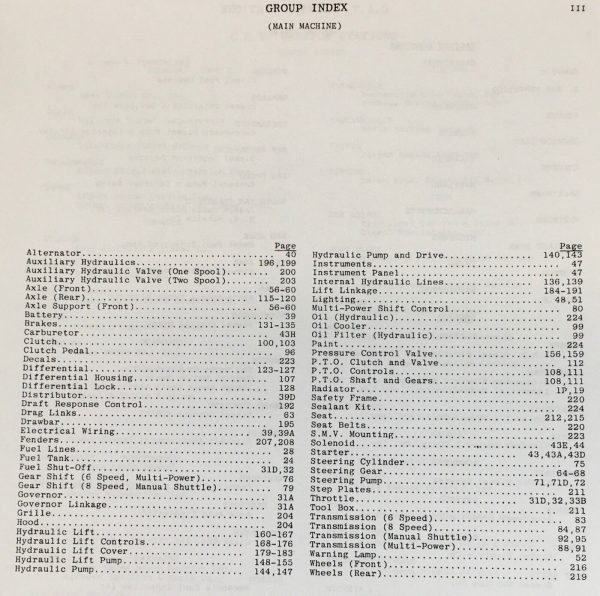 GROUP INDEX
III
(MAIN MACHINE)
Page
Alternator 40
Auxiliary Hydraulics 196,199
Auxiliary Hydraulic Valve (One Spool) 200
Auxiliary Hydraulic Valve (Two Spool) 203
Axle (Front) 56-60
Axle (Rear) 115-120
Axle Support (Front) 56-60
Battery 39
Brakes 131-135
Carburetor 43H
Clutch 100,103
Clutch Pedal 96
Decals 223
Differential 123-127
Differential Housing 107
Differential Lock 128
Distributor 39D
Draft Response Control 192
Drag Links 63
Drawbar 195
Electrical Wiring 39,39A
Fenders 207,208
Fuel Lines 28
Fuel Tank 24
Fuel Shut-Off 31D,32
Gear Shift (6 Speed, Multi-Power) 76
Gear Shift (8 Speed, Manual Shuttle) 79
Governor 31A
Governor Linkage 31A
Grille 204
Hood 204
Hydraulic Lift 160-167
Hydraulic Lift Controls 168-176
Hydraulic Lift Cover 179-183
Hydraulic Lift Pump 148-155
Hydraulic Pump 144,147
Page
Hydraulic Pump and Drive 140,143
Instruments 47
Instrument Panel 47
Internal Hydraulic Lines 136,139
Lift Linkage 184-191
Lighting 48,51
Multi-Power Shift Control 80
Oil (Hydraulic) 224
Oil Cooler 99
Oil Filter (Hydraulic) 99
Paint 224
Pressure Control Valve 156,159
P.T.O. Clutch and Valve 112
P.T.O. Controls 108,111
P.T.O. Shaft and Gears 108,111
Radiator 1P,19
Safety Frame 220
Sealant Kit 224
Seat 212,215
Seat Belts 220
S.M.V. Mounting 223
Solenoid 43E,44
Starter 43,43A,43D
Steering Cylinder 75
Steering Gear 64-68
Steering Pump 71,71D,72
Step Plates 211
Throttle 31D,32,33B
Tool Box 211
Transmission (6 Speed) 83
Transmission (8 Speed) 84,87
Transmission (Manual Shuttle) 92,95
Transmission (Multi-Power) 88,91
Warning Lamp 52
Wheels (Front) 216
Wheels (Rear) 219